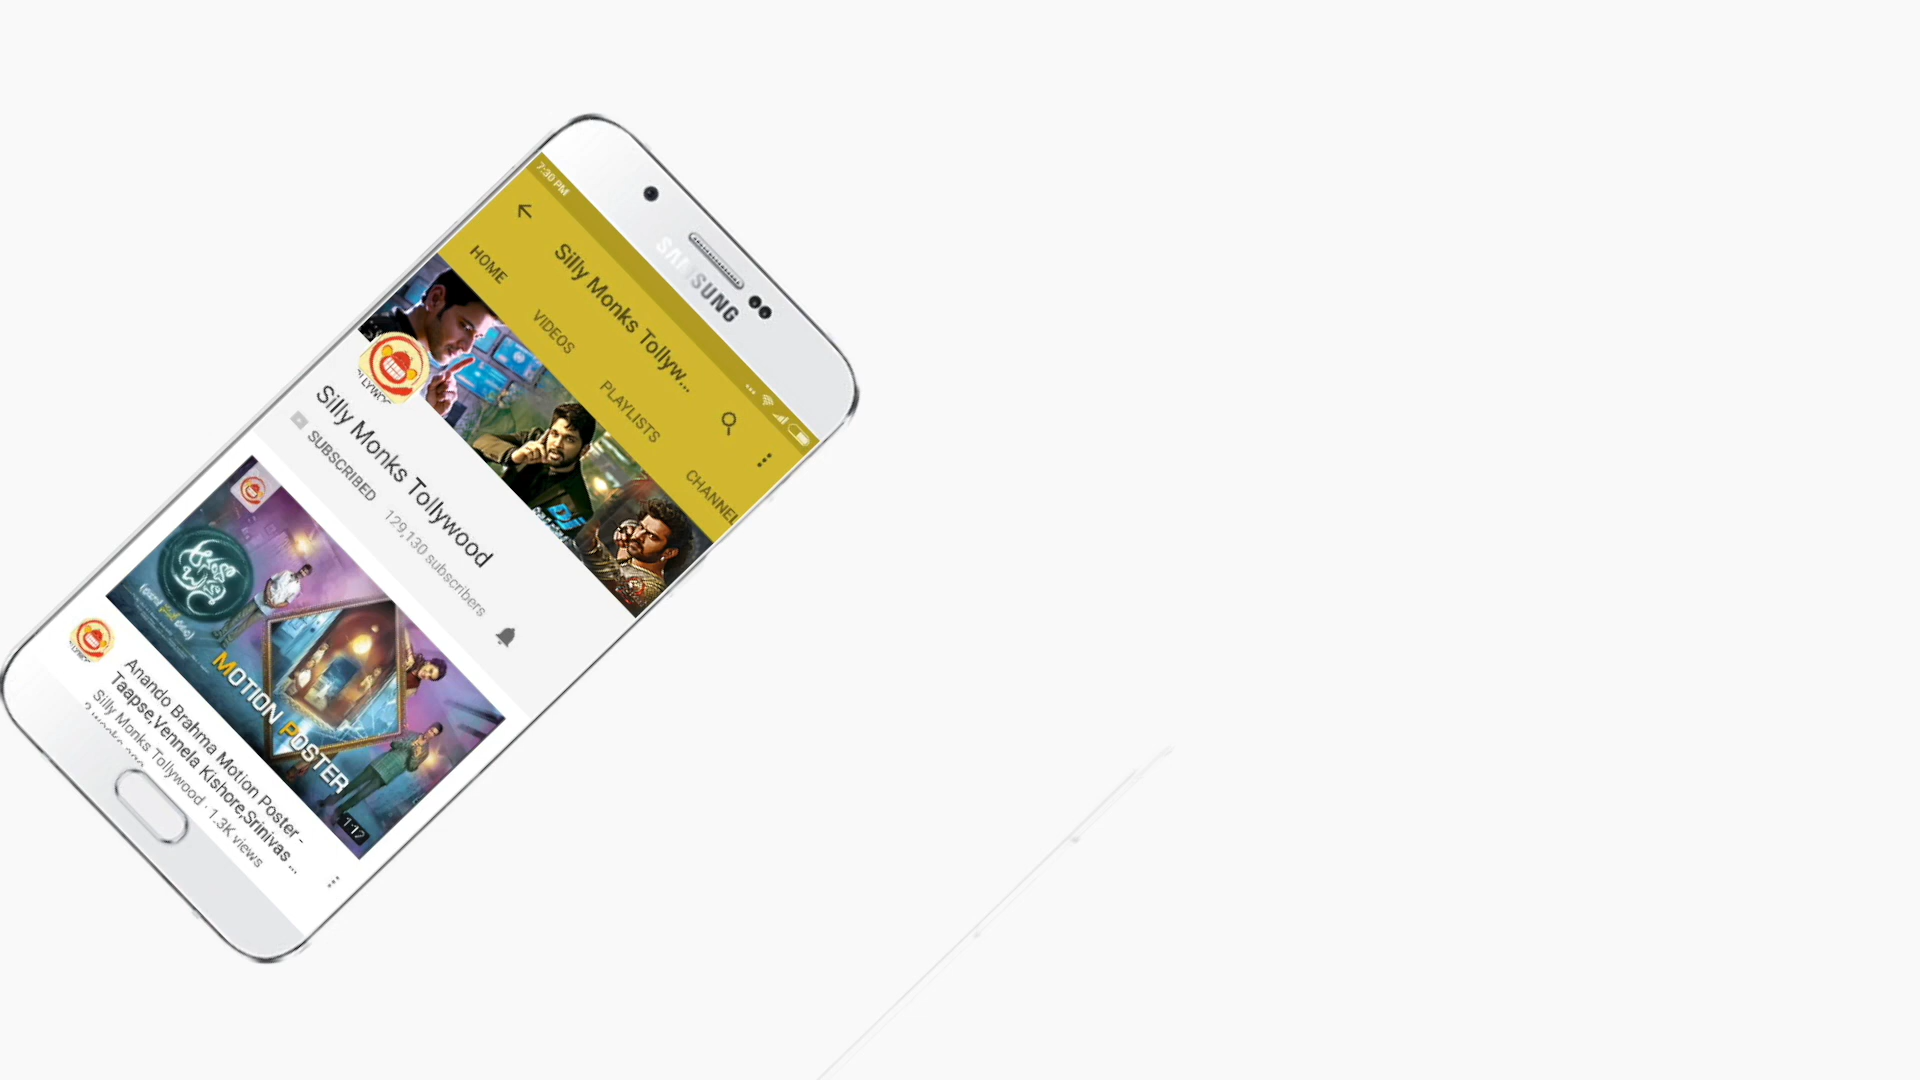 SAMSUNG
7:30 PM
Silly Monks Tollyw...
HOME
VIDEOS
PLAYLISTS
CHANNEL
DJ
Silly Monks Tollywood
SUBSCRIBED
129,130 subscribers
MOTION POSTER
1:12
Anando Brahma Motion Poster -
Taapse,Vennela Kishore,Srinivas ...
Silly Monks Tollywood · 1.3K views